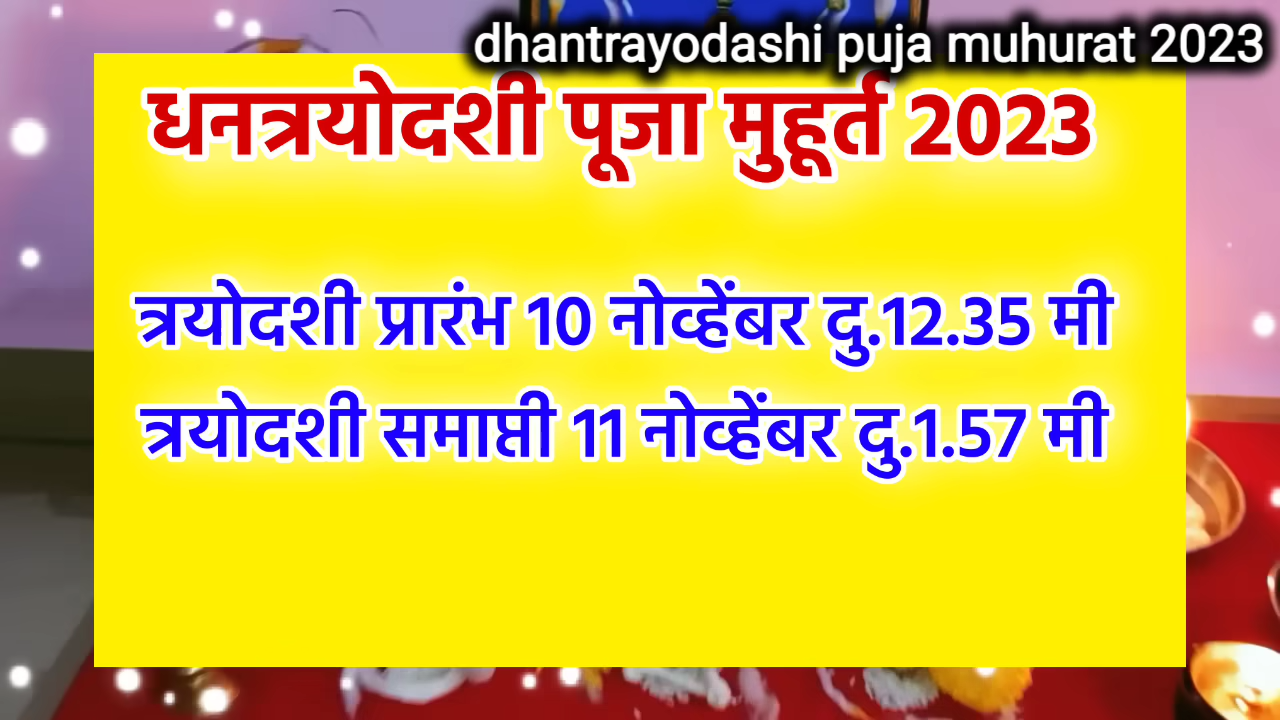 dhantrayodashi puja muhurat 2023
धनत्रयोदशी पूजा मुहूर्त 2023
त्रयोदशी प्रारंभ 10 नोव्हेंबर दु.12.35 मी
त्रयोदशी समाप्ती 11 नोव्हेंबर दु.1.57 मी